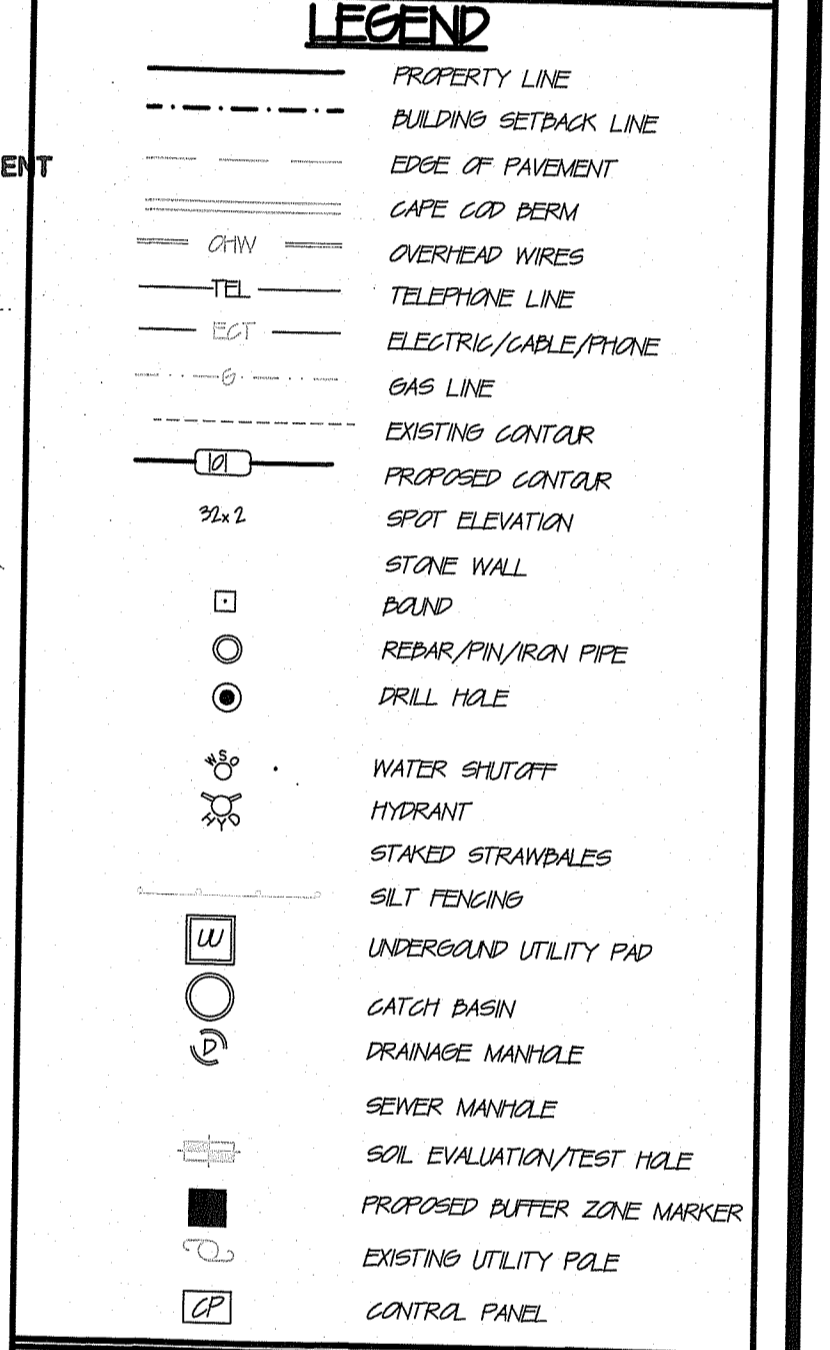 LEGEND
PROPERTY LINE
BUILDING SETBACK LINE
ENT
EDGE OF PAVEMENT
CAPE COD BERM
OHW OVERHEAD WIRES
TEL TELEPHONE LINE
ECT ELECTRIC/CABLE/PHONE
G GAS LINE
EXISTING CONTOUR
101 PROPOSED CONTOUR
32x2 SPOT ELEVATION
STONE WALL
BOUND
REBAR/PIN/IRON PIPE
DRILL HOLE
WSO WATER SHUTOFF
HYD HYDRANT
STAKED STRAWBALES
SILT FENCING
U UNDERGOUND UTILITY PAD
CATCH BASIN
D DRAINAGE MANHOLE
SEWER MANHOLE
SOIL EVALUATION/TEST HOLE
PROPOSED BUFFER ZONE MARKER
EXISTING UTILITY POLE
CP CONTROL PANEL